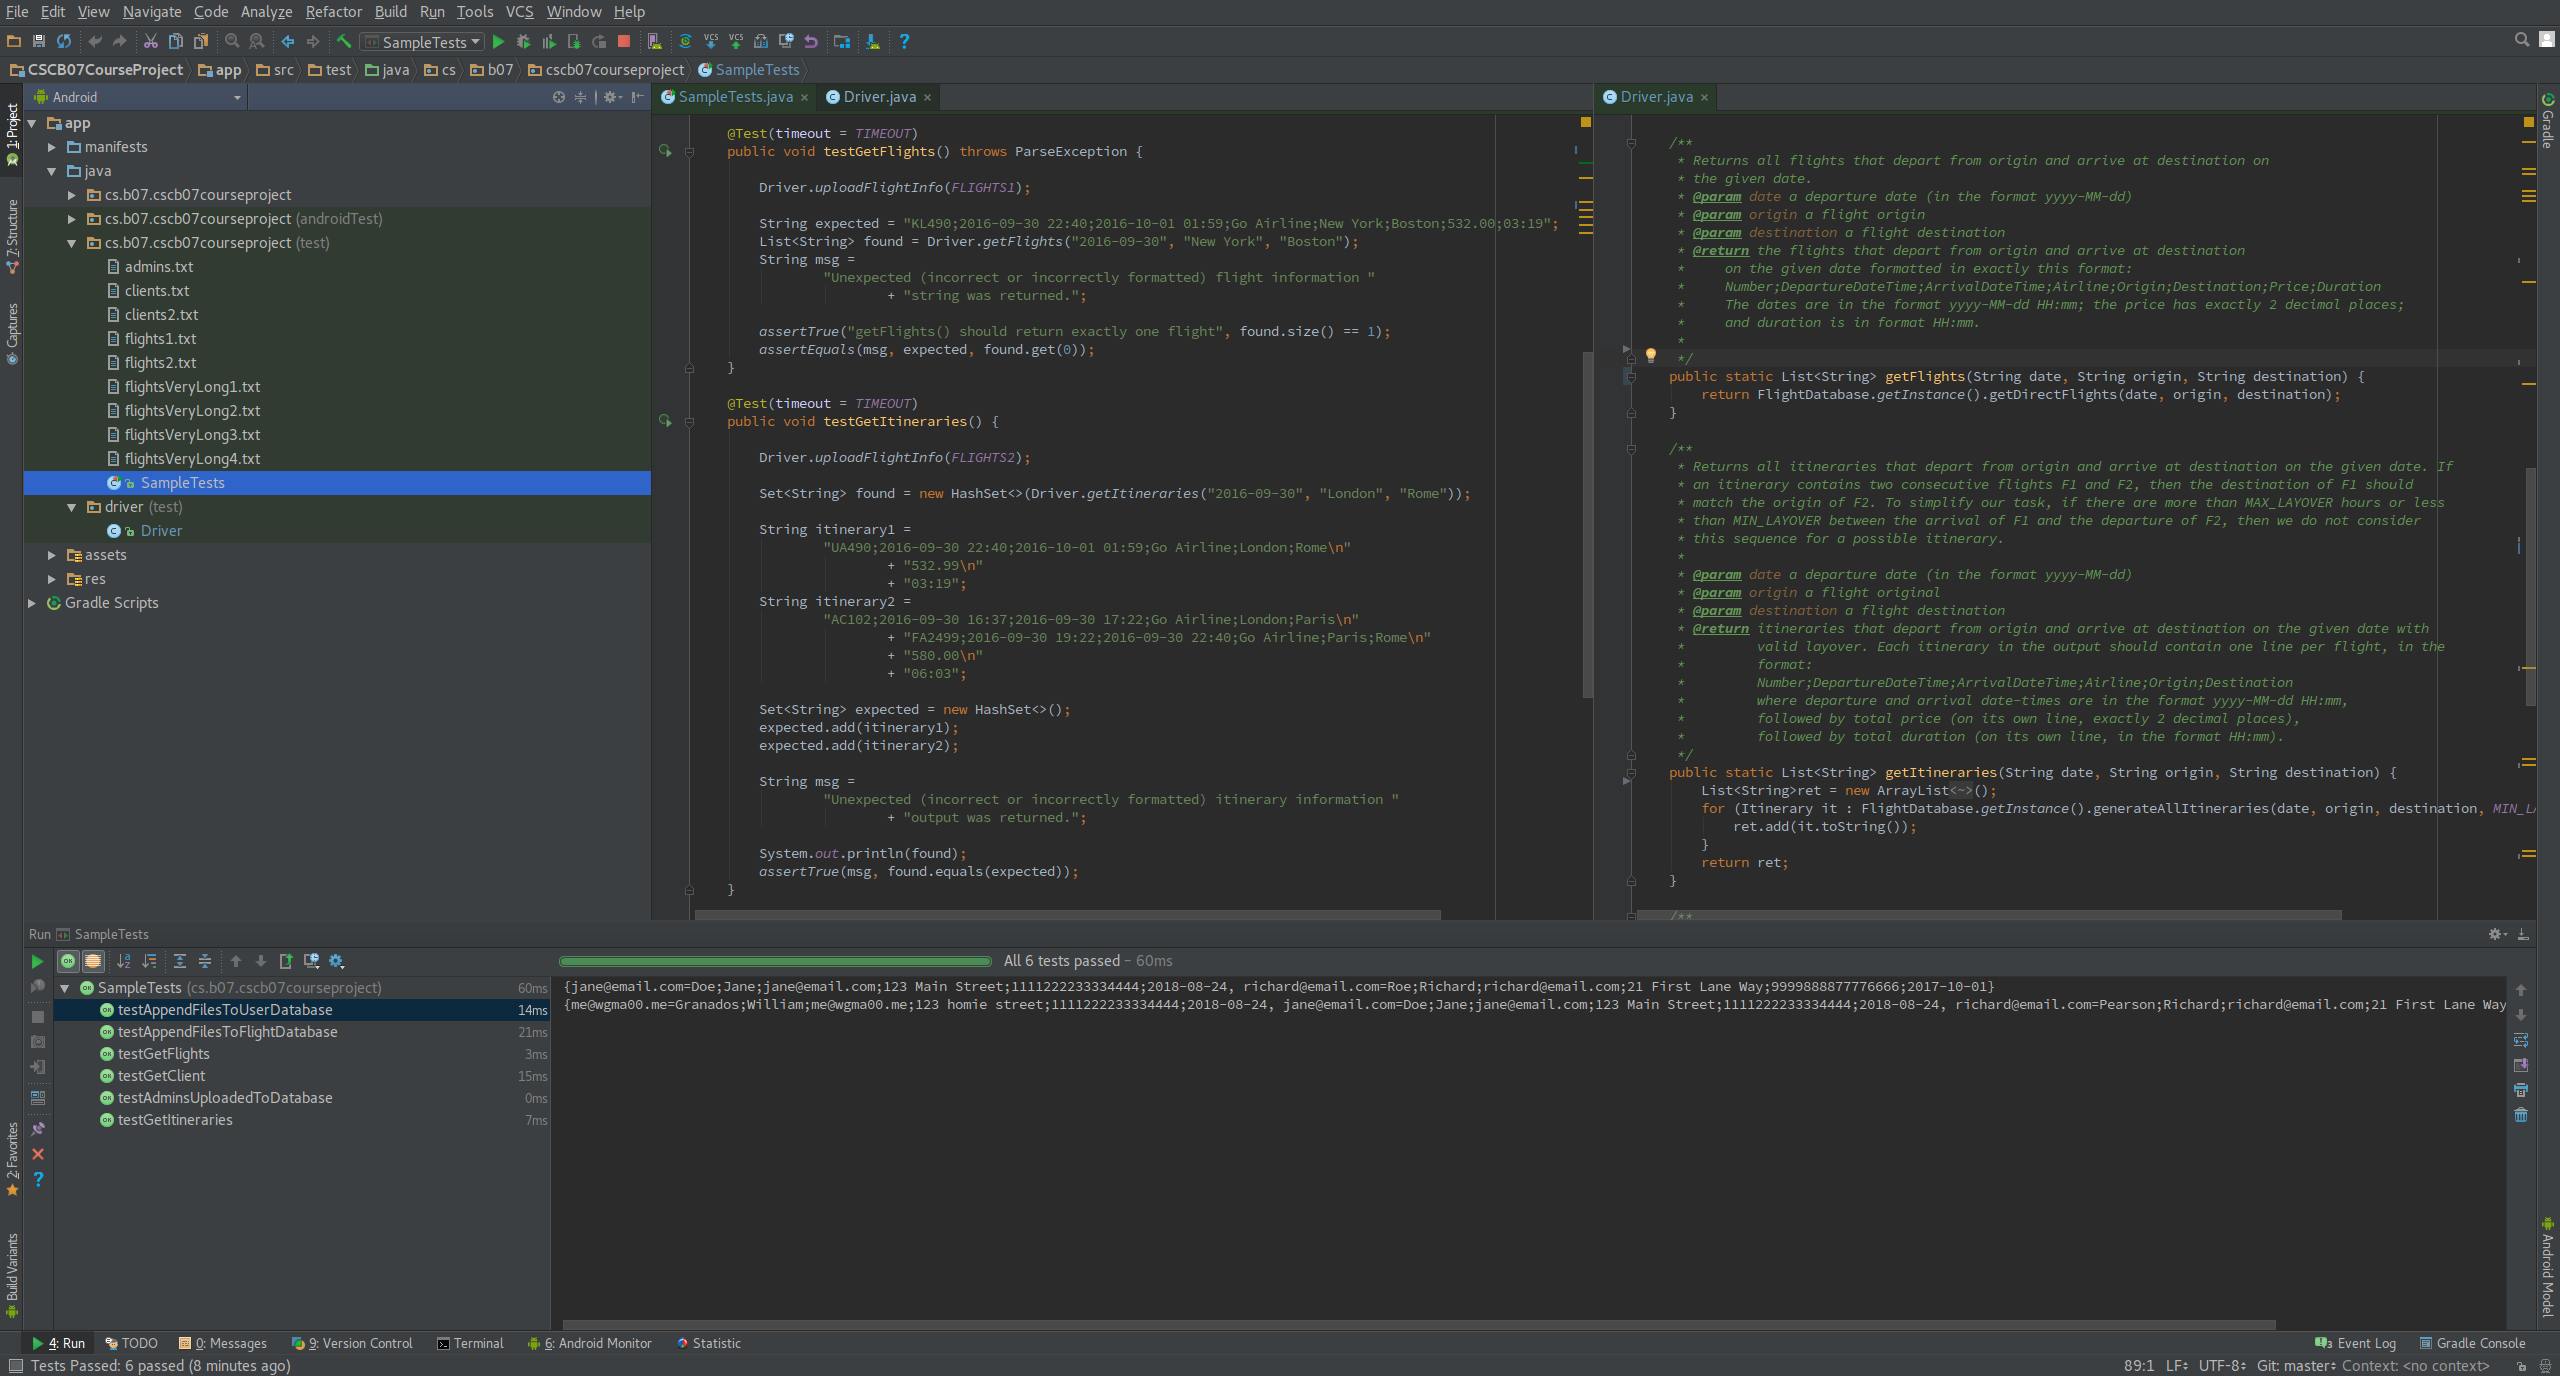 File Edit View Navigate Code Analyze Refactor Build Run Tools VCS Window Help
SampleTests
CSCB07CourseProject app src test java cs b07 cscb07courseproject SampleTests
1: Project
7: Structure
Captures
2: Favorites
Build Variants
Android
app
manifests
java
cs.b07.cscb07courseproject
cs.b07.cscb07courseproject (androidTest)
cs.b07.cscb07courseproject (test)
admins.txt
clients.txt
clients2.txt
flights1.txt
flights2.txt
flightsVeryLong1.txt
flightsVeryLong2.txt
flightsVeryLong3.txt
flightsVeryLong4.txt
SampleTests
driver (test)
Driver
assets
res
Gradle Scripts
SampleTests.java Driver.java
@Test(timeout = TIMEOUT)
public void testGetFlights() throws ParseException {
Driver.uploadFlightInfo(FLIGHTS1);
String expected = "KL490;2016-09-30 22:40;2016-10-01 01:59;Go Airline;New York;Boston;532.00;03:19";
List<String> found = Driver.getFlights("2016-09-30", "New York", "Boston");
String msg =
"Unexpected (incorrect or incorrectly formatted) flight information "
+ "string was returned.";
assertTrue("getFlights() should return exactly one flight", found.size() == 1);
assertEquals(msg, expected, found.get(0));
}
@Test(timeout = TIMEOUT)
public void testGetItineraries() {
Driver.uploadFlightInfo(FLIGHTS2);
Set<String> found = new HashSet<>(Driver.getItineraries("2016-09-30", "London", "Rome"));
String itinerary1 =
"UA490;2016-09-30 22:40;2016-10-01 01:59;Go Airline;London;Rome\n"
+ "532.99\n"
+ "03:19";
String itinerary2 =
"AC102;2016-09-30 16:37;2016-09-30 17:22;Go Airline;London;Paris\n"
+ "FA2499;2016-09-30 19:22;2016-09-30 22:40;Go Airline;Paris;Rome\n"
+ "580.00\n"
+ "06:03";
Set<String> expected = new HashSet<>();
expected.add(itinerary1);
expected.add(itinerary2);
String msg =
"Unexpected (incorrect or incorrectly formatted) itinerary information "
+ "output was returned.";
System.out.println(found);
assertTrue(msg, found.equals(expected));
}
Driver.java
/**
* Returns all flights that depart from origin and arrive at destination on
* the given date.
* @param date a departure date (in the format yyyy-MM-dd)
* @param origin a flight origin
* @param destination a flight destination
* @return the flights that depart from origin and arrive at destination
* on the given date formatted in exactly this format:
* Number;DepartureDateTime;ArrivalDateTime;Airline;Origin;Destination;Price;Duration
* The dates are in the format yyyy-MM-dd HH:mm; the price has exactly 2 decimal places;
* and duration is in format HH:mm.
*
*/
public static List<String> getFlights(String date, String origin, String destination) {
return FlightDatabase.getInstance().getDirectFlights(date, origin, destination);
}
/**
* Returns all itineraries that depart from origin and arrive at destination on the given date. If
* an itinerary contains two consecutive flights F1 and F2, then the destination of F1 should
* match the origin of F2. To simplify our task, if there are more than MAX_LAYOVER hours or less
* than MIN_LAYOVER between the arrival of F1 and the departure of F2, then we do not consider
* this sequence for a possible itinerary.
*
* @param date a departure date (in the format yyyy-MM-dd)
* @param origin a flight original
* @param destination a flight destination
* @return itineraries that depart from origin and arrive at destination on the given date with
* valid layover. Each itinerary in the output should contain one line per flight, in the
* format:
* Number;DepartureDateTime;ArrivalDateTime;Airline;Origin;Destination
* where departure and arrival date-times are in the format yyyy-MM-dd HH:mm,
* followed by total price (on its own line, exactly 2 decimal places),
* followed by total duration (on its own line, in the format HH:mm).
*/
public static List<String> getItineraries(String date, String origin, String destination) {
List<String>ret = new ArrayList<~>();
for (Itinerary it : FlightDatabase.getInstance().generateAllItineraries(date, origin, destination, MIN_LA
ret.add(it.toString());
}
return ret;
}
/**
Gradle
Android Model
Run SampleTests
All 6 tests passed – 60ms
SampleTests (cs.b07.cscb07courseproject) 60ms
testAppendFilesToUserDatabase 14ms
testAppendFilesToFlightDatabase 21ms
testGetFlights 3ms
testGetClient 15ms
testAdminsUploadedToDatabase 0ms
testGetItineraries 7ms
{jane@email.com=Doe;Jane;jane@email.com;123 Main Street;1111222233334444;2018-08-24, richard@email.com=Roe;Richard;richard@email.com;21 First Lane Way;9999888877776666;2017-10-01}
{me@wgma00.me=Granados;William;me@wgma00.me;123 homie street;1111222233334444;2018-08-24, jane@email.com=Doe;Jane;jane@email.com;123 Main Street;1111222233334444;2018-08-24, richard@email.com=Pearson;Richard;richard@email.com;21 First Lane Way
4: Run TODO 0: Messages 9: Version Control Terminal 6: Android Monitor Statistic 3 Event Log Gradle Console
Tests Passed: 6 passed (8 minutes ago) 89:1 LF UTF-8 Git: master Context: <no context>